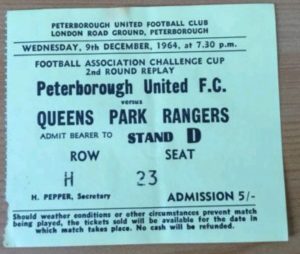 PETERBOROUGH UNITED FOOTBALL CLUB
LONDON ROAD GROUND, PETERBOROUGH
WEDNESDAY, 9th DECEMBER, 1964, at 7.30 p.m.
FOOTBALL ASSOCIATION CHALLENGE CUP
2nd ROUND REPLAY
Peterborough United F.C.
versus
QUEENS PARK RANGERS
ADMIT BEARER TO STAND D
ROW SEAT
H 23
H. PEPPER, Secretary ADMISSION 5/-
Should weather conditions or other circumstances prevent match
being played, the tickets sold will be available for the date
in which match takes place. No cash will be refunded.